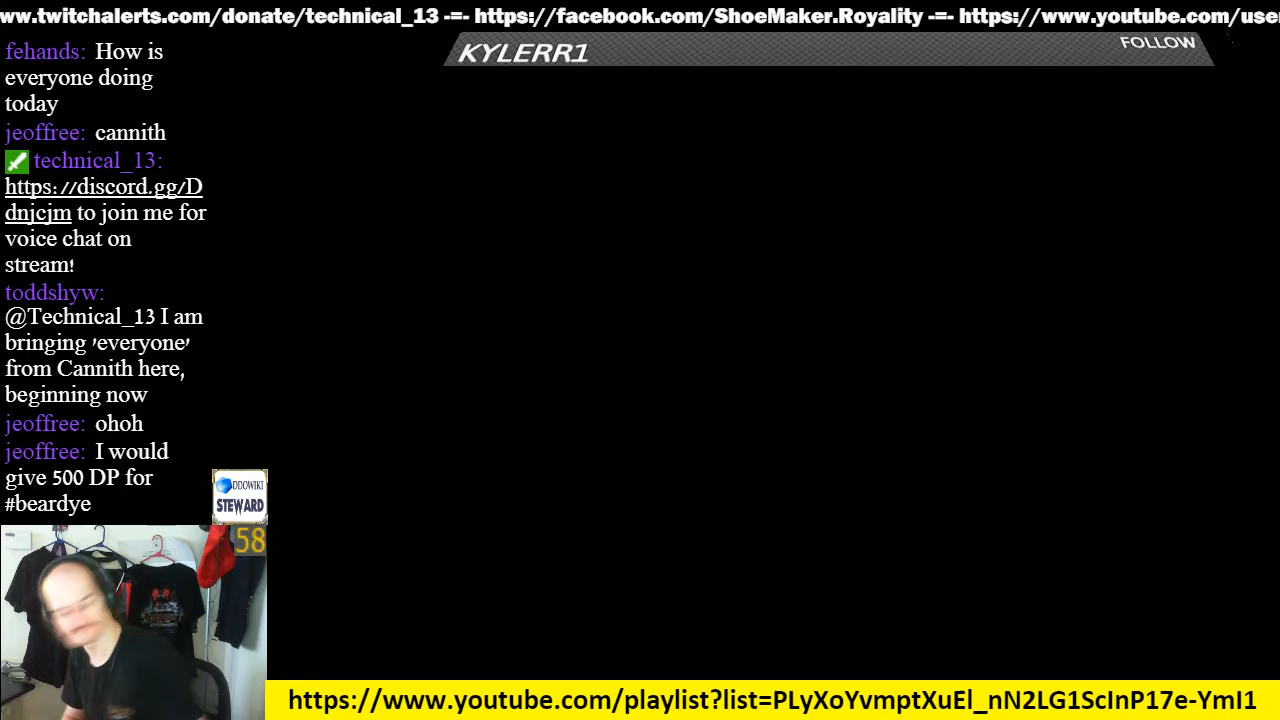 ww.twitchalerts.com/donate/technical_13 -=- https://facebook.com/ShoeMaker.Royality -=- https://www.youtube.com/use
KYLERR1
FOLLOW
fehands: How is
everyone doing
today
jeoffree: cannith
technical_13:
https://discord.gg/D
dnjcjm to join me for
voice chat on
stream!
toddshyw:
@Technical_13 I am
bringing 'everyone'
from Cannith here,
beginning now
jeoffree: ohoh
jeoffree: I would
give 500 DP for
#beardye
DDOWIKI
STEWARD
58
https://www.youtube.com/playlist?list=PLyXoYvmptXuEl_nN2LG1ScInP17e-YmI1